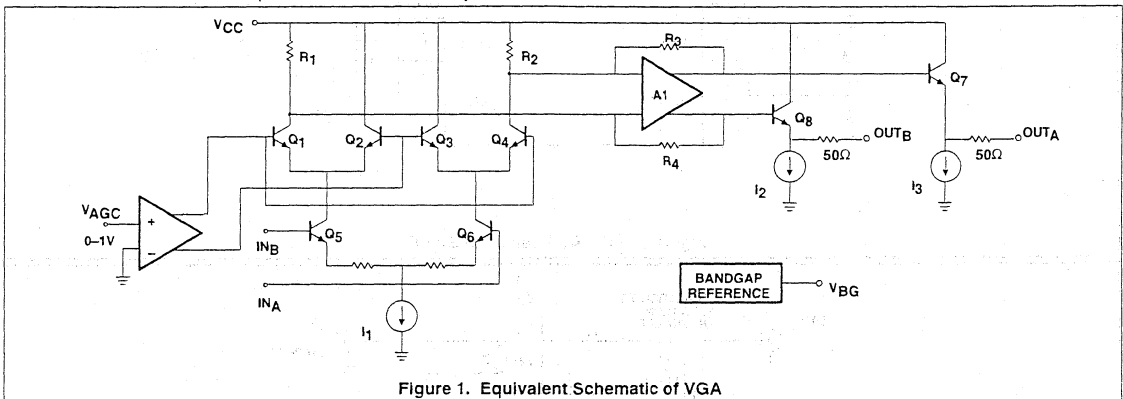 VCC
R1
R2
R3
A1
R4
Q7
Q8
Q1
Q2
Q3
Q4
OUTB
50Ω
OUTA
50Ω
I2
I3
VAGC
0–1V
+
–
INB
Q5
Q6
INA
I1
BANDGAP
REFERENCE
VBG
Figure 1. Equivalent Schematic of VGA